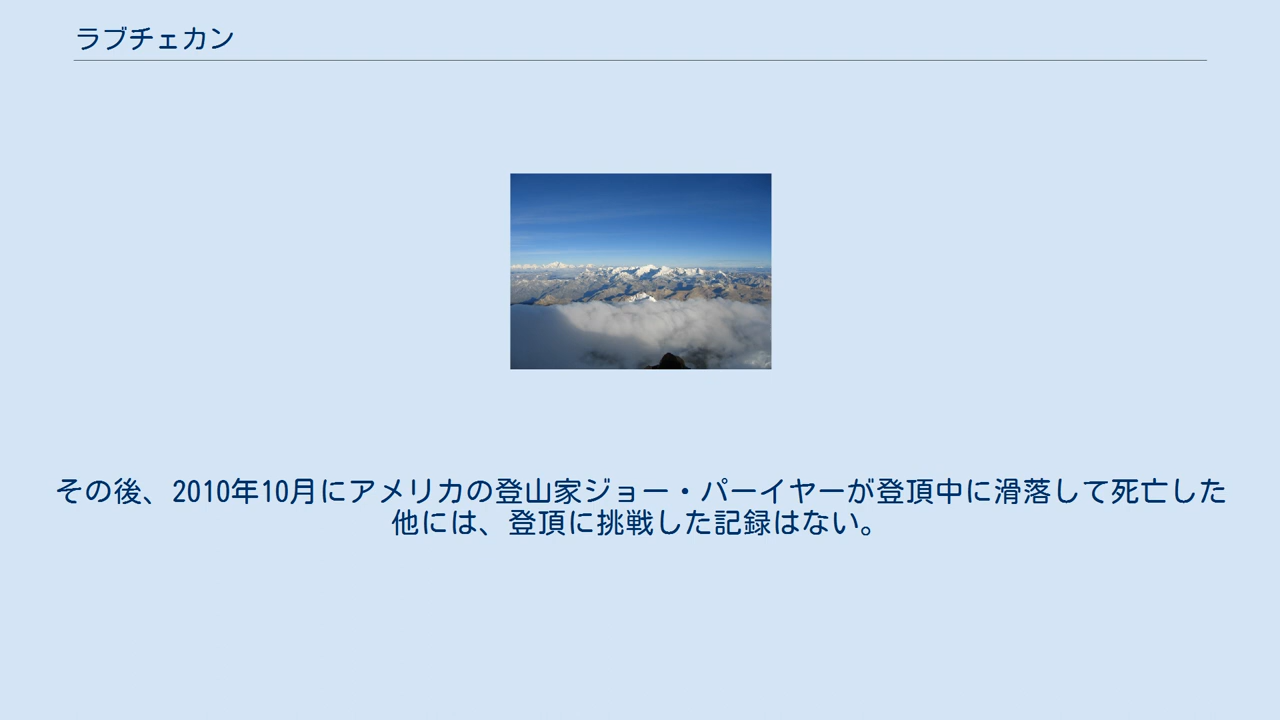 ラブチェカン
その後、2010年10月にアメリカの登山家ジョー・パーイヤーが登頂中に滑落して死亡した
他には、登頂に挑戦した記録はない。